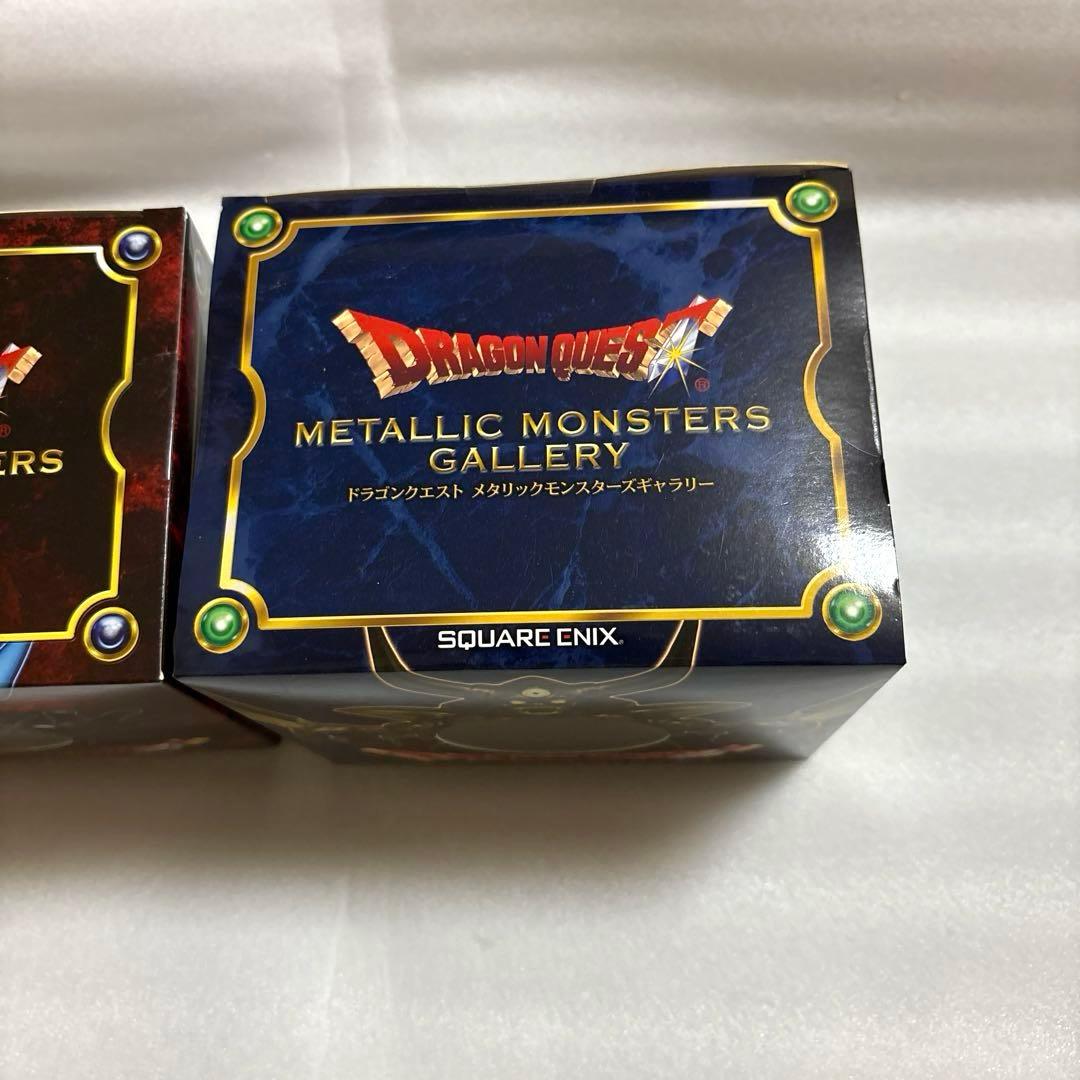 DRAGON QUEST®
METALLIC MONSTERS
GALLERY
ドラゴンクエスト メタリックモンスターズギャラリー
SQUARE ENIX®
®
ERS